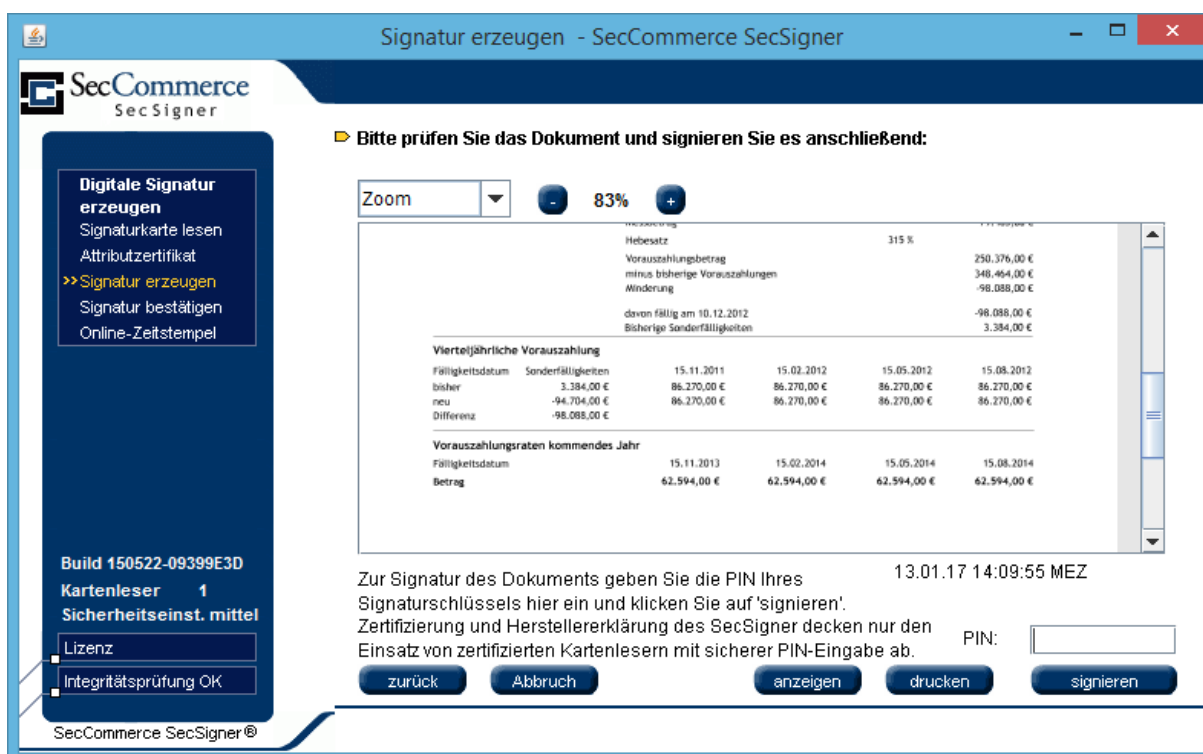 Signatur erzeugen - SecCommerce SecSigner
SecCommerce
SecSigner
Bitte prüfen Sie das Dokument und signieren Sie es anschließend:
Digitale Signatur
erzeugen
Signaturkarte lesen
Attributzertifikat
>> Signatur erzeugen
Signatur bestätigen
Online-Zeitstempel
Zoom - 83% +
Hebesatz 315 %
Vorauszahlungsbetrag 250.376,00 €
minus bisherige Vorauszahlungen 348.464,00 €
Minderung -98.088,00 €
davon fällig am 10.12.2012 -98.088,00 €
Bisherige Sonderfälligkeiten 3.384,00 €
Vierteljährliche Vorauszahlung
Fälligkeitsdatum Sonderfälligkeiten 15.11.2011 15.02.2012 15.05.2012 15.08.2012
bisher 3.384,00 € 86.270,00 € 86.270,00 € 86.270,00 € 86.270,00 €
neu -94.704,00 € 86.270,00 € 86.270,00 € 86.270,00 € 86.270,00 €
Differenz -98.088,00 €
Vorauszahlungsraten kommendes Jahr
Fälligkeitsdatum 15.11.2013 15.02.2014 15.05.2014 15.08.2014
Betrag 62.594,00 € 62.594,00 € 62.594,00 € 62.594,00 €
Build 150522-09399E3D
Kartenleser 1
Sicherheitseinst. mittel
Lizenz
Integritätsprüfung OK
SecCommerce SecSigner®
13.01.17 14:09:55 MEZ
Zur Signatur des Dokuments geben Sie die PIN Ihres
Signaturschlüssels hier ein und klicken Sie auf 'signieren'.
Zertifizierung und Herstellererklärung des SecSigner decken nur den
Einsatz von zertifizierten Kartenlesern mit sicherer PIN-Eingabe ab.
PIN:
zurück Abbruch anzeigen drucken signieren